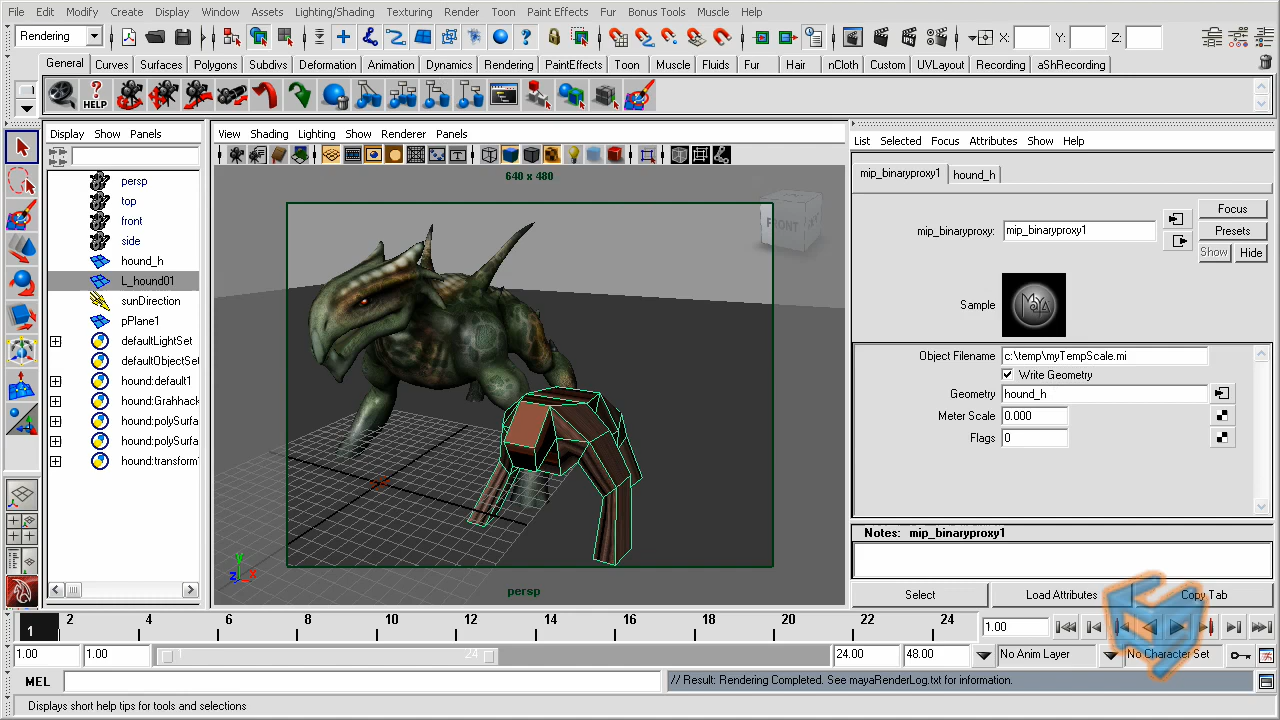 File Edit Modify Create Display Window Assets Lighting/Shading Texturing Render Toon Paint Effects Fur Bonus Tools Muscle Help
Rendering X: Y: Z:
General Curves Surfaces Polygons Subdivs Deformation Animation Dynamics Rendering PaintEffects Toon Muscle Fluids Fur Hair nCloth Custom UVLayout Recording aShRecording
? HELP
Display Show Panels
View Shading Lighting Show Renderer Panels
List Selected Focus Attributes Show Help
persp
top
front
side
hound_h
L_hound01
sunDirection
pPlane1
defaultLightSet
defaultObjectSe
hound:default1
hound:Grahhack
hound:polySurfa
hound:polySurfa
hound:transform
640 x 480
FRONT
y
z x
persp
mip_binaryproxy1 hound_h
mip_binaryproxy: mip_binaryproxy1
Focus
Presets
Show Hide
Sample
MAYA
Object Filename c:\temp\myTempScale.mi
Write Geometry
Geometry hound_h
Meter Scale 0.000
Flags 0
Notes: mip_binaryproxy1
Select Load Attributes Copy Tab
1 2 4 6 8 10 12 14 16 18 20 22 24 1.00
1.00 1.00 24 24.00 48.00 No Anim Layer No Character Set
MEL // Result: Rendering Completed. See mayaRenderLog.txt for information.
Displays short help tips for tools and selections